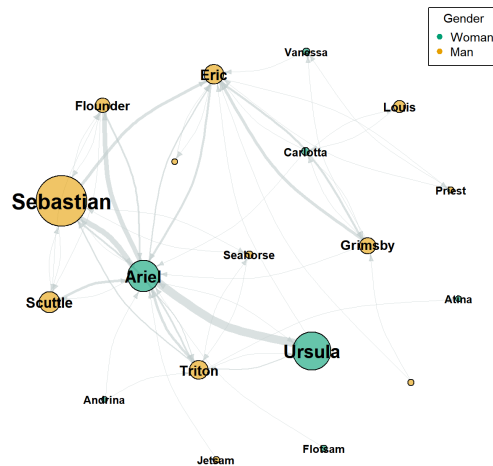 Gender
Woman
Man
Vanessa
Eric
Flounder
Louis
Carlotta
Priest
Sebastian
Grimsby
Seahorse
Ariel
Scuttle
Atina
Ursula
Triton
Andrina
Flotsam
Jetsam